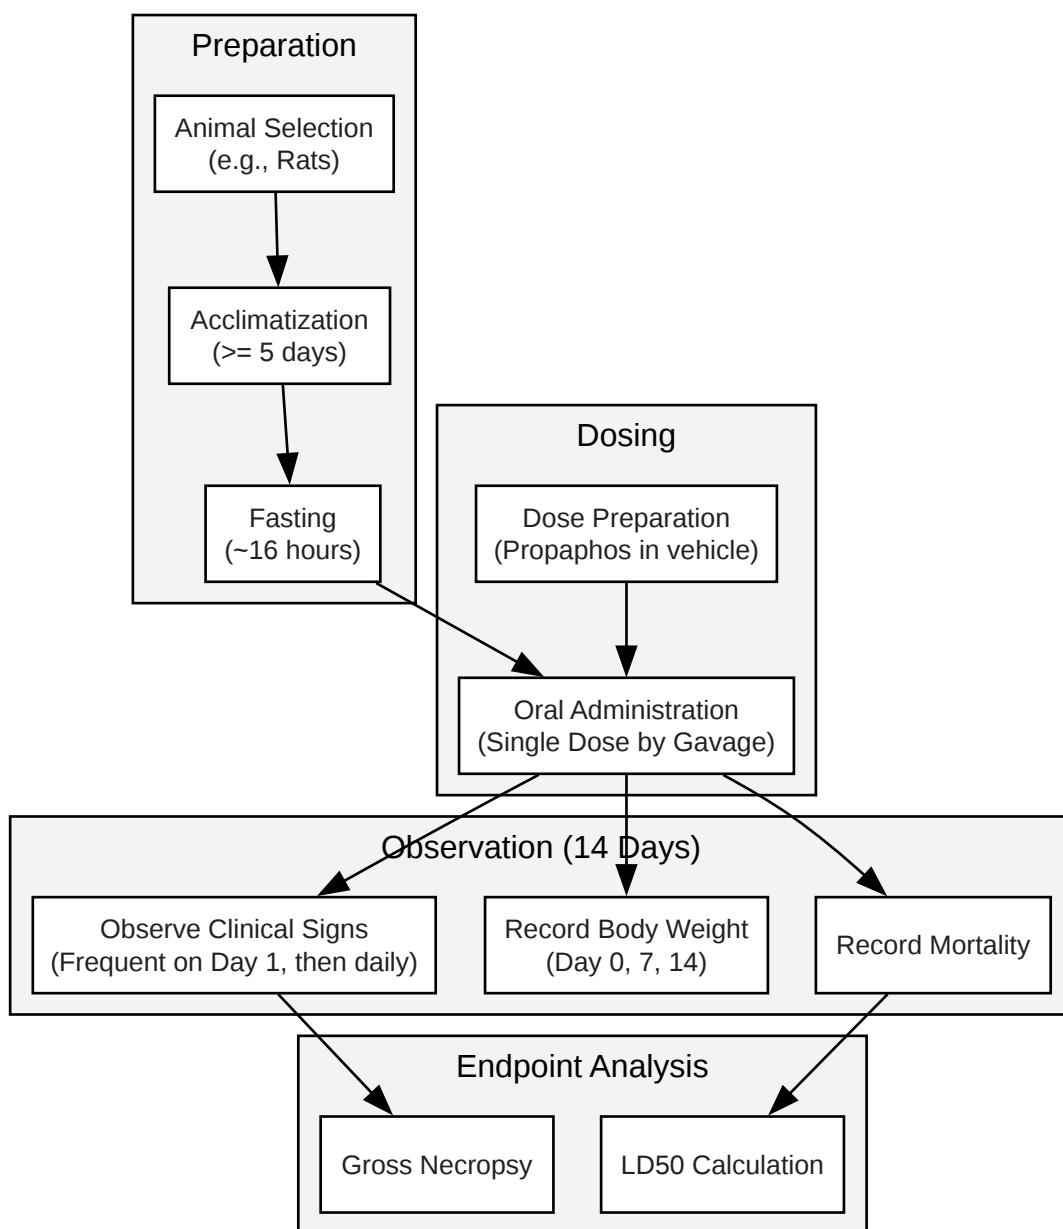 Preparation
Animal Selection
(e.g., Rats)
Acclimatization
(>= 5 days)
Fasting
(~16 hours)
Dosing
Dose Preparation
(Propaphos in vehicle)
Oral Administration
(Single Dose by Gavage)
Observation (14 Days)
Observe Clinical Signs
(Frequent on Day 1, then daily)
Record Body Weight
(Day 0, 7, 14)
Record Mortality
Endpoint Analysis
Gross Necropsy
LD50 Calculation